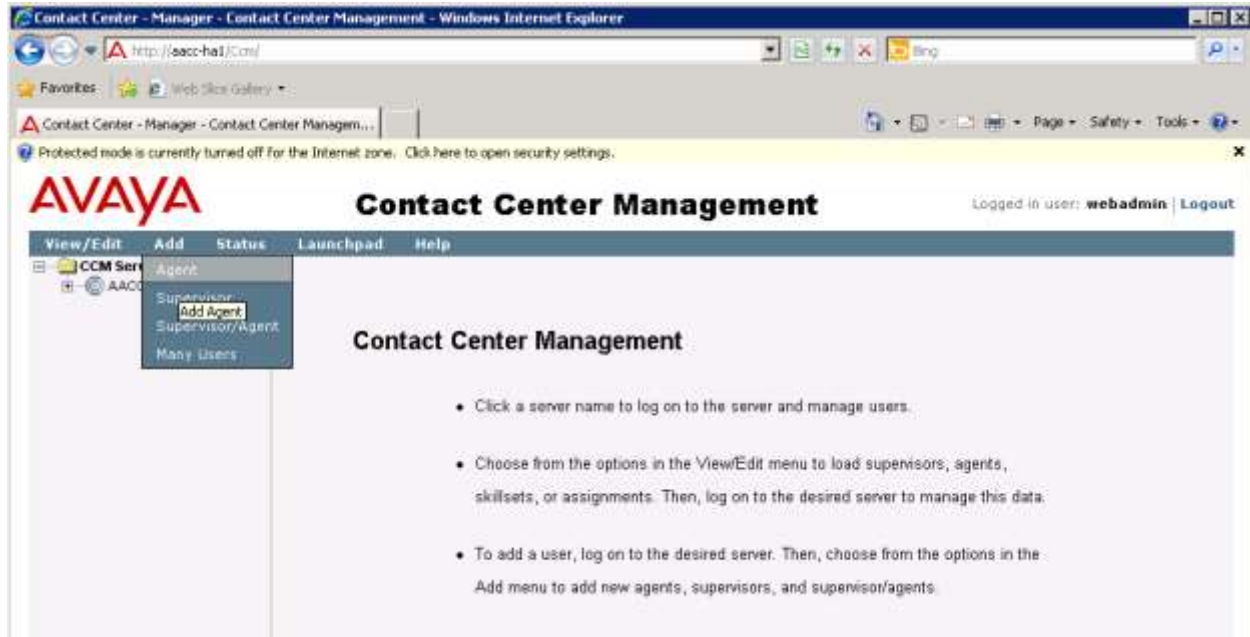 Contact Center - Manager - Contact Center Management - Windows Internet Explorer
http://aacc-ha1/Ccm/
Bing
Favorites Web Slice Gallery
Contact Center - Manager - Contact Center Managem...
Page Safety Tools
Protected mode is currently turned off for the Internet zone. Click here to open security settings.
AVAYA
Contact Center Management
Logged in user: webadmin | Logout
View/Edit Add Status Launchpad Help
CCM Ser
AACC
Agent
Supervisor
Add Agent
Supervisor/Agent
Many Users
Contact Center Management
• Click a server name to log on to the server and manage users.
• Choose from the options in the View/Edit menu to load supervisors, agents,
skillsets, or assignments. Then, log on to the desired server to manage this data.
• To add a user, log on to the desired server. Then, choose from the options in the
Add menu to add new agents, supervisors, and supervisor/agents